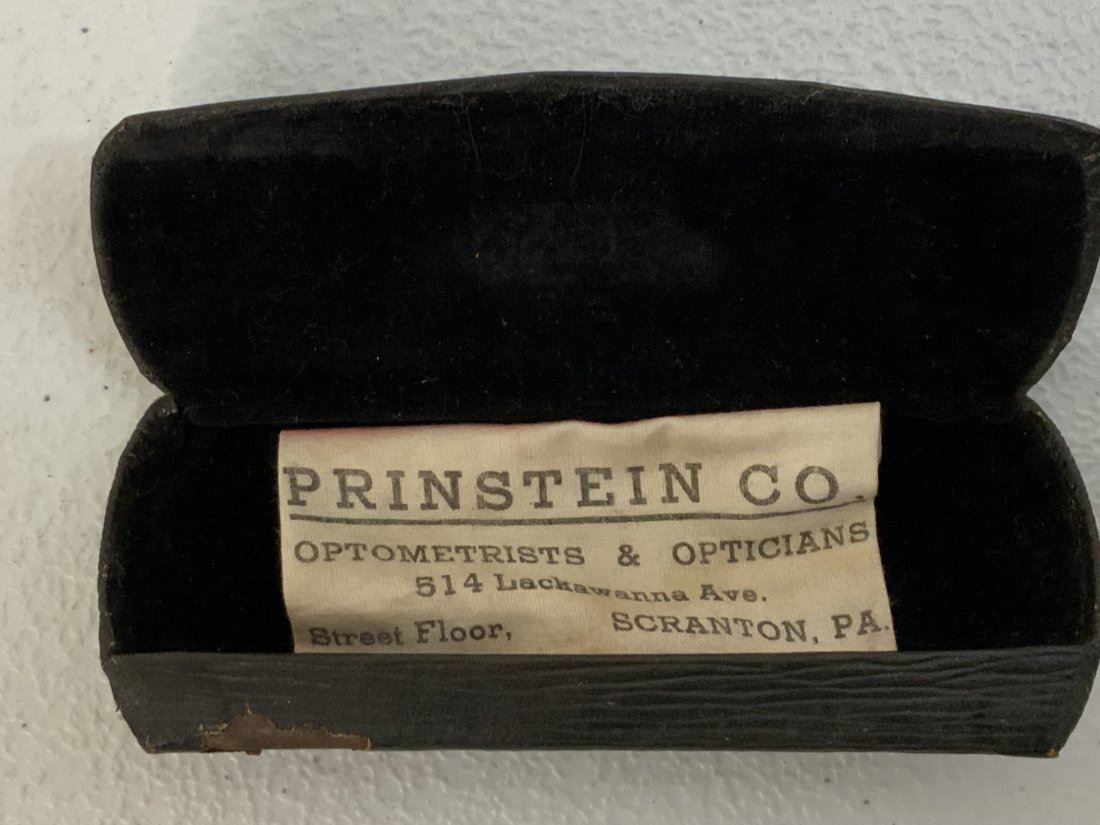 PRINSTEIN CO.
OPTOMETRISTS & OPTICIANS
514 Lackawanna Ave.
Street Floor, SCRANTON, PA.